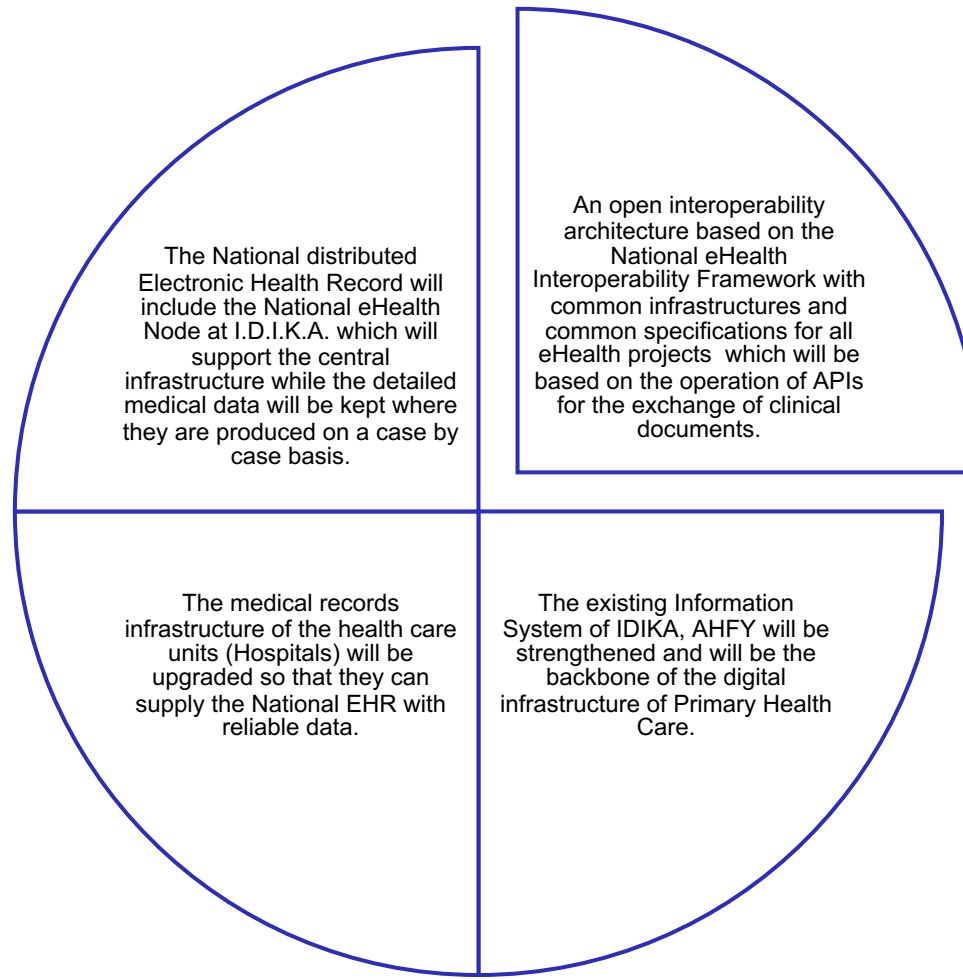 The National distributed
Electronic Health Record will
include the National eHealth
Node at I.D.I.K.A. which will
support the central
infrastructure while the detailed
medical data will be kept where
they are produced on a case by
case basis.
An open interoperability
architecture based on the
National eHealth
Interoperability Framework with
common infrastructures and
common specifications for all
eHealth projects which will be
based on the operation of APIs
for the exchange of clinical
documents.
The medical records
infrastructure of the health care
units (Hospitals) will be
upgraded so that they can
supply the National EHR with
reliable data.
The existing Information
System of IDIKA, AHFY will be
strengthened and will be the
backbone of the digital
infrastructure of Primary Health
Care.